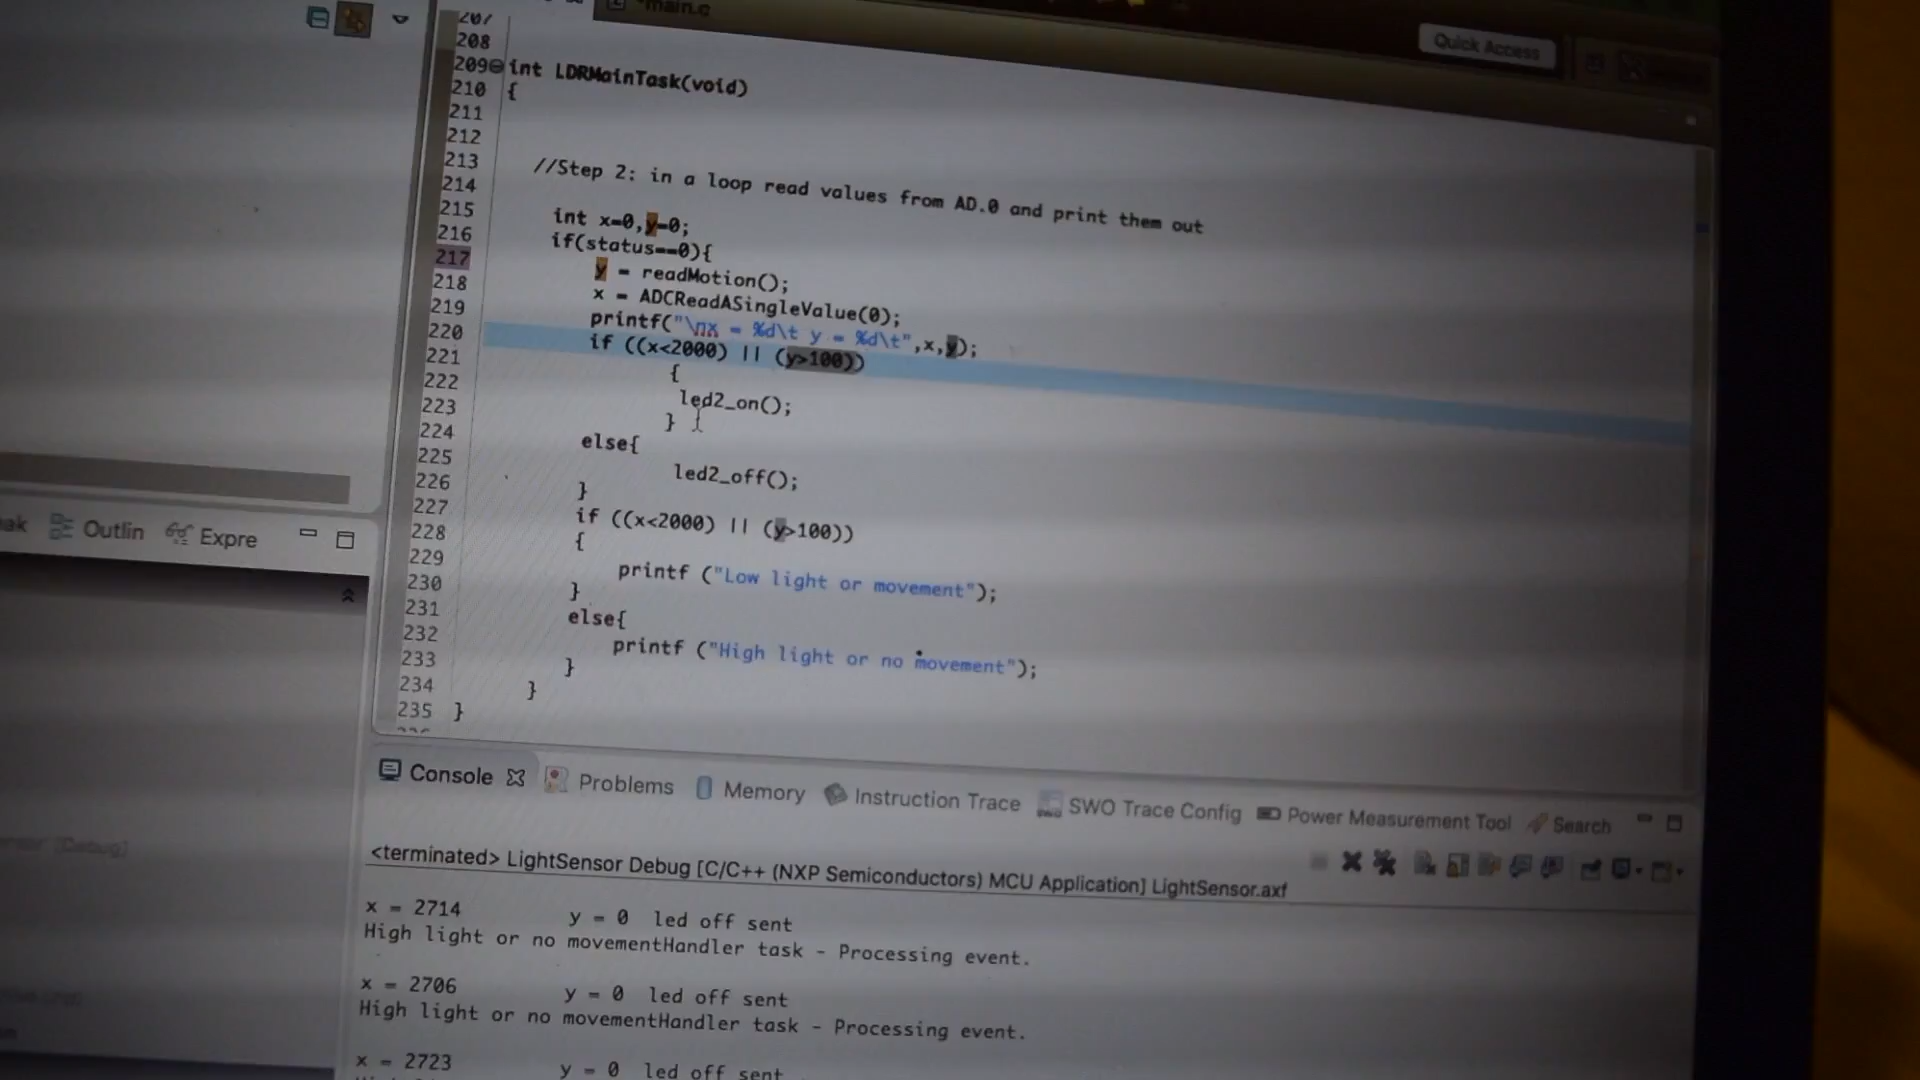 *main.c
Quick Access
207
208
209 int LDRMainTask(void)
210 {
211
212
213 //Step 2: in a loop read values from AD.0 and print them out
214
215 int x=0,y=0;
216 if(status==0){
217 y = readMotion();
218 x = ADCReadASingleValue(0);
219 printf("\nx = %d\t y = %d\t",x,y);
220 if ((x<2000) || (y>100))
221 {
222 led2_on();
223 }
224 else{
225 led2_off();
226 }
227 if ((x<2000) || (y>100))
228 {
229 printf ("Low light or movement");
230 }
231 else{
232 printf ("High light or no movement");
233 }
234 }
235 }
Outlin Expre
Console Problems Memory Instruction Trace SWO Trace Config Power Measurement Tool Search
<terminated> LightSensor Debug [C/C++ (NXP Semiconductors) MCU Application] LightSensor.axf
x = 2714 y = 0 led off sent
High light or no movementHandler task - Processing event.
x = 2706 y = 0 led off sent
High light or no movementHandler task - Processing event.
x = 2723 y = 0 led off sent